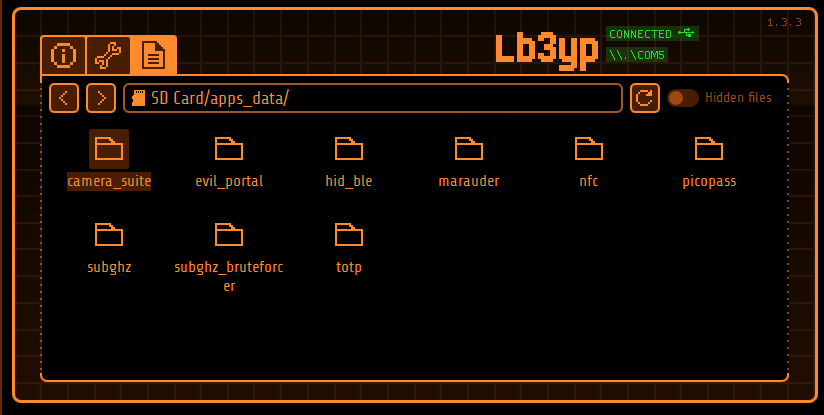 1.3.3
Lb3yp
CONNECTED
\\.\COM5
SD Card/apps_data/
Hidden files
camera_suite
evil_portal
hid_ble
marauder
nfc
picopass
subghz
subghz_bruteforc
er
totp